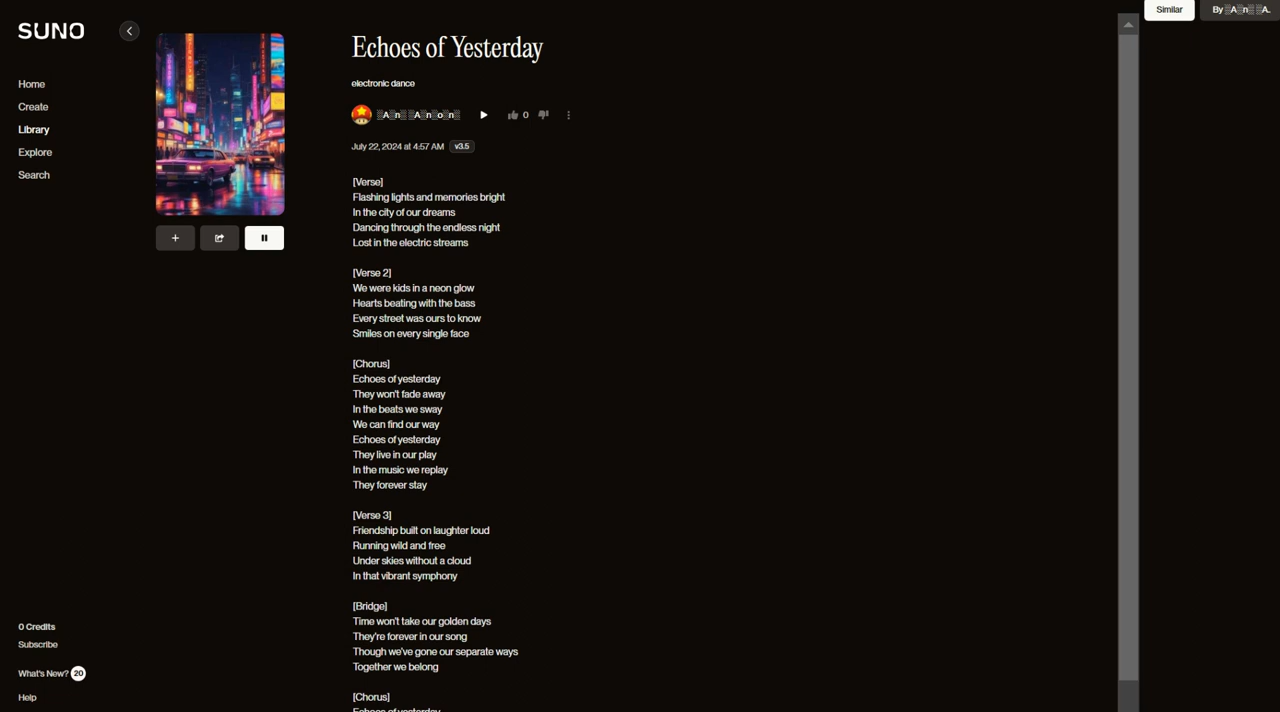 SUNO
Home
Create
Library
Explore
Search
0 Credits
Subscribe
What's New? 20
Help
Echoes of Yesterday
electronic dance
░A░n░ ░A░n░o░n░
0
July 22, 2024 at 4:57 AM v3.5
[Verse]
Flashing lights and memories bright
In the city of our dreams
Dancing through the endless night
Lost in the electric streams
[Verse 2]
We were kids in a neon glow
Hearts beating with the bass
Every street was ours to know
Smiles on every single face
[Chorus]
Echoes of yesterday
They won't fade away
In the beats we sway
We can find our way
Echoes of yesterday
They live in our play
In the music we replay
They forever stay
[Verse 3]
Friendship built on laughter loud
Running wild and free
Under skies without a cloud
In that vibrant symphony
[Bridge]
Time won't take our golden days
They're forever in our song
Though we've gone our separate ways
Together we belong
[Chorus]
Echoes of yesterday
Similar
By ░A░n░ ░A.